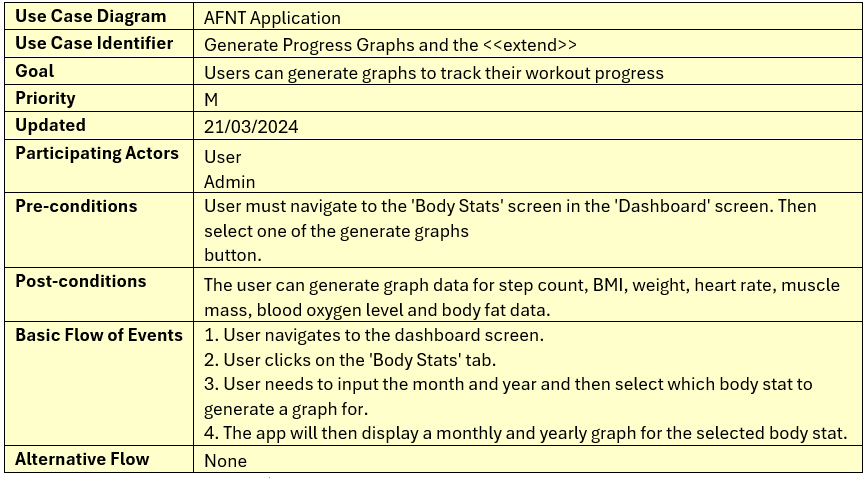 Use Case Diagram AFNT Application
Use Case Identifier Generate Progress Graphs and the <<extend>>
Goal Users can generate graphs to track their workout progress
Priority M
Updated 21/03/2024
Participating Actors User
Admin
Pre-conditions User must navigate to the 'Body Stats' screen in the 'Dashboard' screen. Then
select one of the generate graphs
button.
Post-conditions The user can generate graph data for step count, BMI, weight, heart rate, muscle
mass, blood oxygen level and body fat data.
Basic Flow of Events 1. User navigates to the dashboard screen.
2. User clicks on the 'Body Stats' tab.
3. User needs to input the month and year and then select which body stat to
generate a graph for.
4. The app will then display a monthly and yearly graph for the selected body stat.
Alternative Flow None